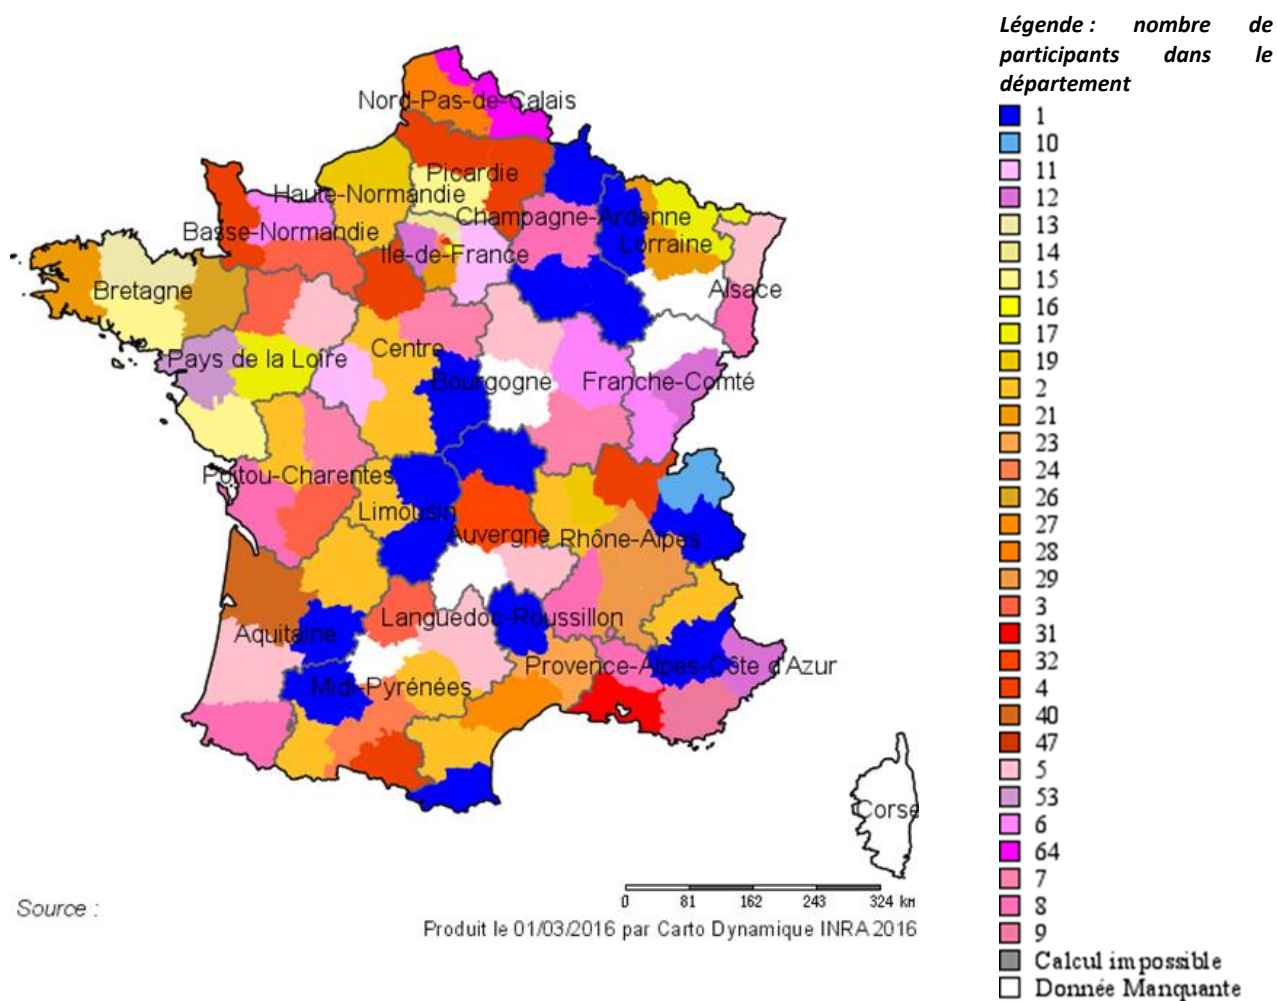 Légende : nombre de
participants dans le
département
Nord-Pas-de-Calais
Picardie
Haute-Normandie
Champagne-Ardenne
Basse-Normandie
Lorraine
Ile-de-France
Bretagne
Alsace
Centre
Pays de la Loire
Bourgogne
Franche-Comté
Poitou-Charentes
Limousin
Auvergne
Rhône-Alpes
Languedoc-Roussillon
Aquitaine
Provence-Alpes-Côte d'Azur
Midi-Pyrénées
Corse
1
10
11
12
13
14
15
16
17
19
2
21
23
24
26
27
28
29
3
31
32
4
40
47
5
53
6
64
7
8
9
Calcul impossible
Donnée Manquante
0 81 162 243 324 km
Source :
Produit le 01/03/2016 par Carto Dynamique INRA 2016